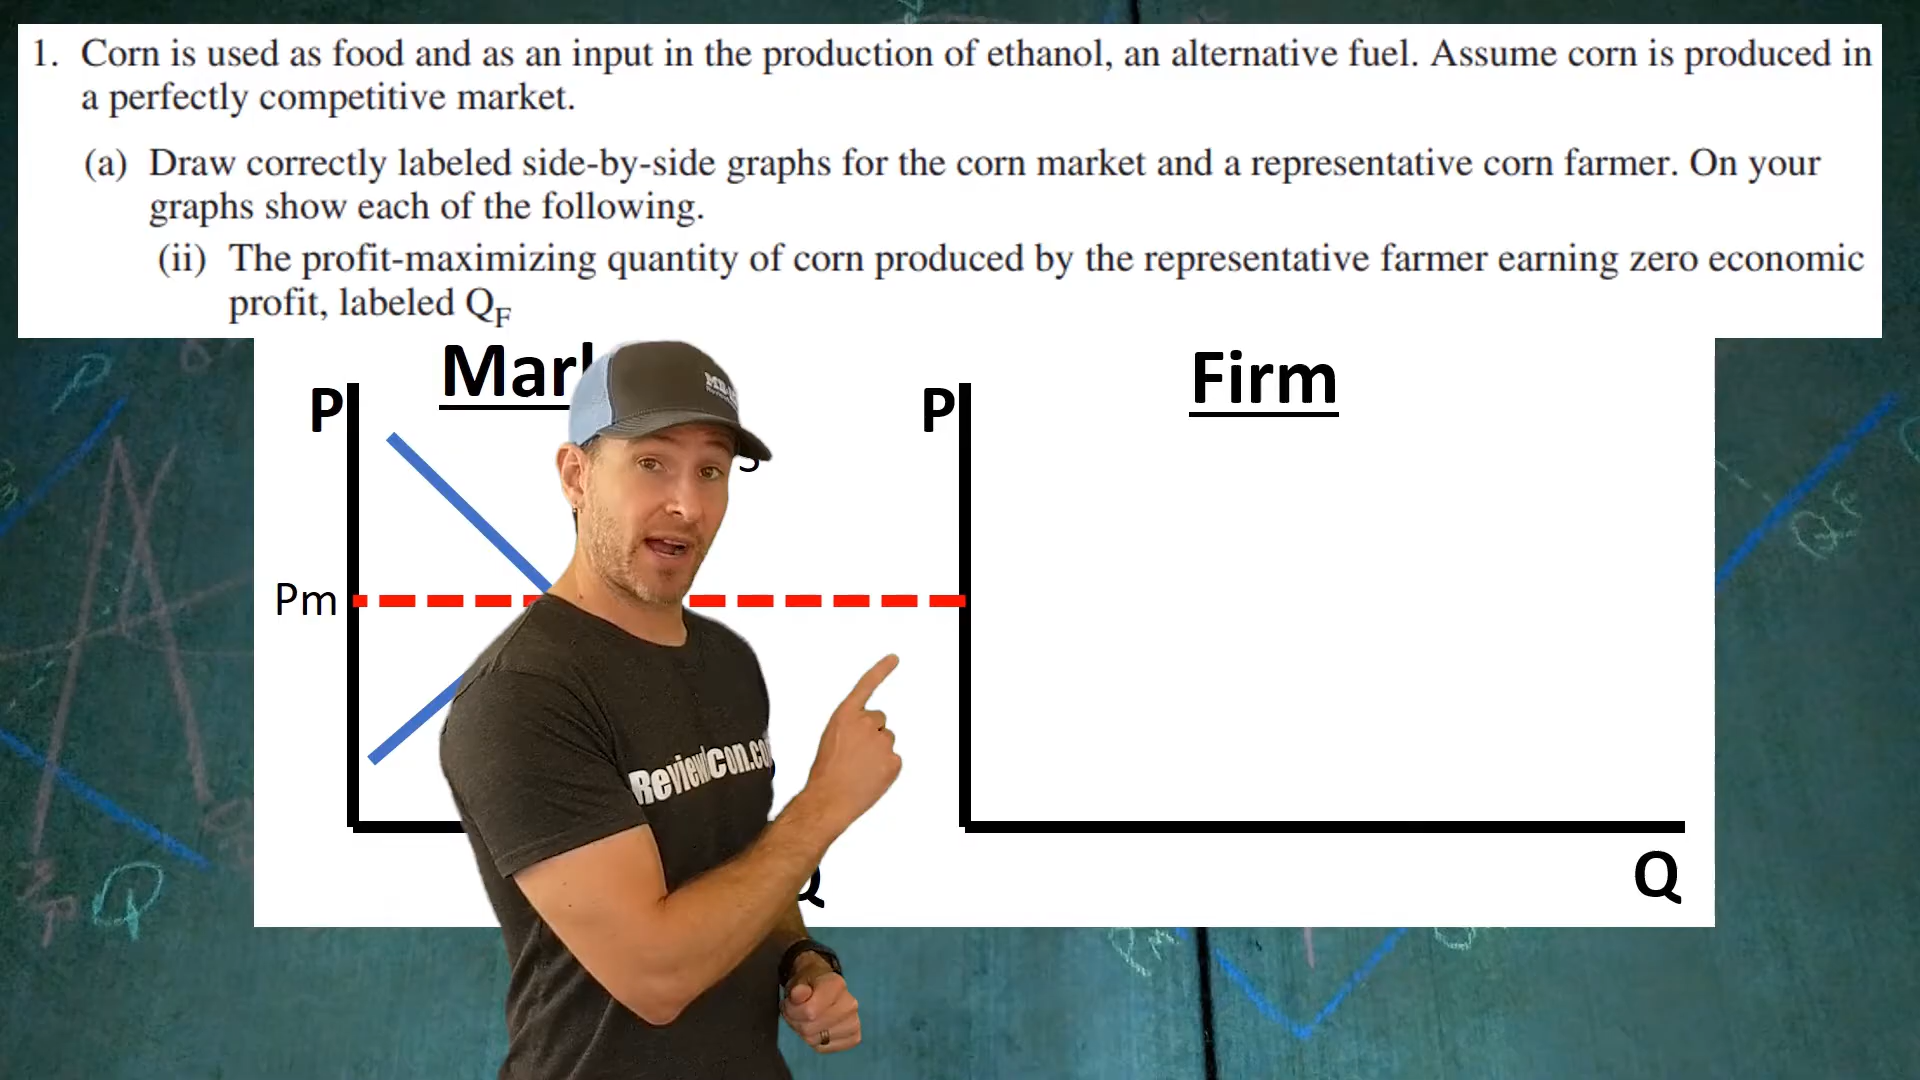 1. Corn is used as food and as an input in the production of ethanol, an alternative fuel. Assume corn is produced in
a perfectly competitive market.
(a) Draw correctly labeled side-by-side graphs for the corn market and a representative corn farmer. On your
graphs show each of the following.
(ii) The profit-maximizing quantity of corn produced by the representative farmer earning zero economic
profit, labeled QF
Mark
Firm
P
P
S
Pm
ReviewEcon.co
Q
Q
P
Q